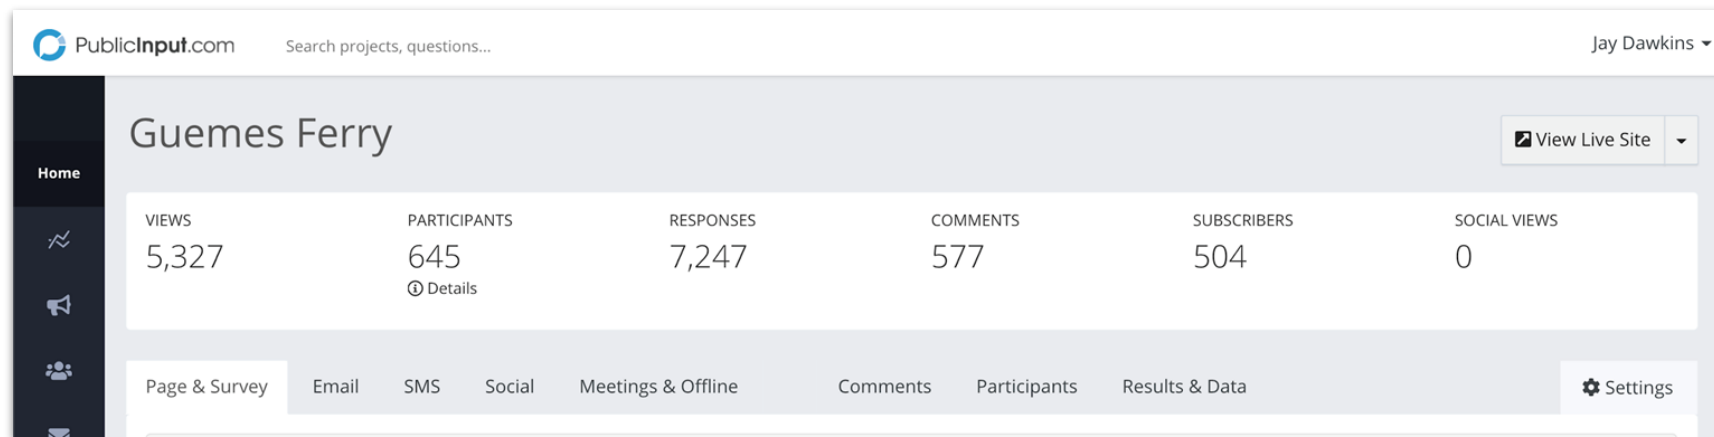 PublicInput.com Search projects, questions... Jay Dawkins
Guemes Ferry
View Live Site
Home
VIEWS PARTICIPANTS RESPONSES COMMENTS SUBSCRIBERS SOCIAL VIEWS
5,327 645 7,247 577 504 0
Details
Page & Survey Email SMS Social Meetings & Offline Comments Participants Results & Data Settings